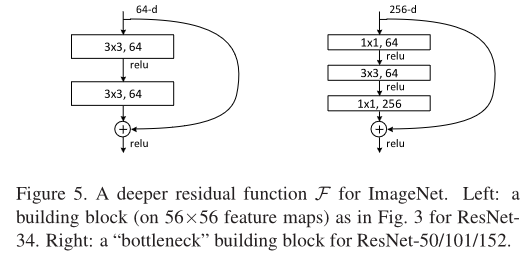 64-d
3x3, 64
relu
3x3, 64
+
relu
256-d
1x1, 64
relu
3x3, 64
relu
1x1, 256
+
relu
Figure 5. A deeper residual function ℱ for ImageNet. Left: a
building block (on 56×56 feature maps) as in Fig. 3 for ResNet-
34. Right: a “bottleneck” building block for ResNet-50/101/152.